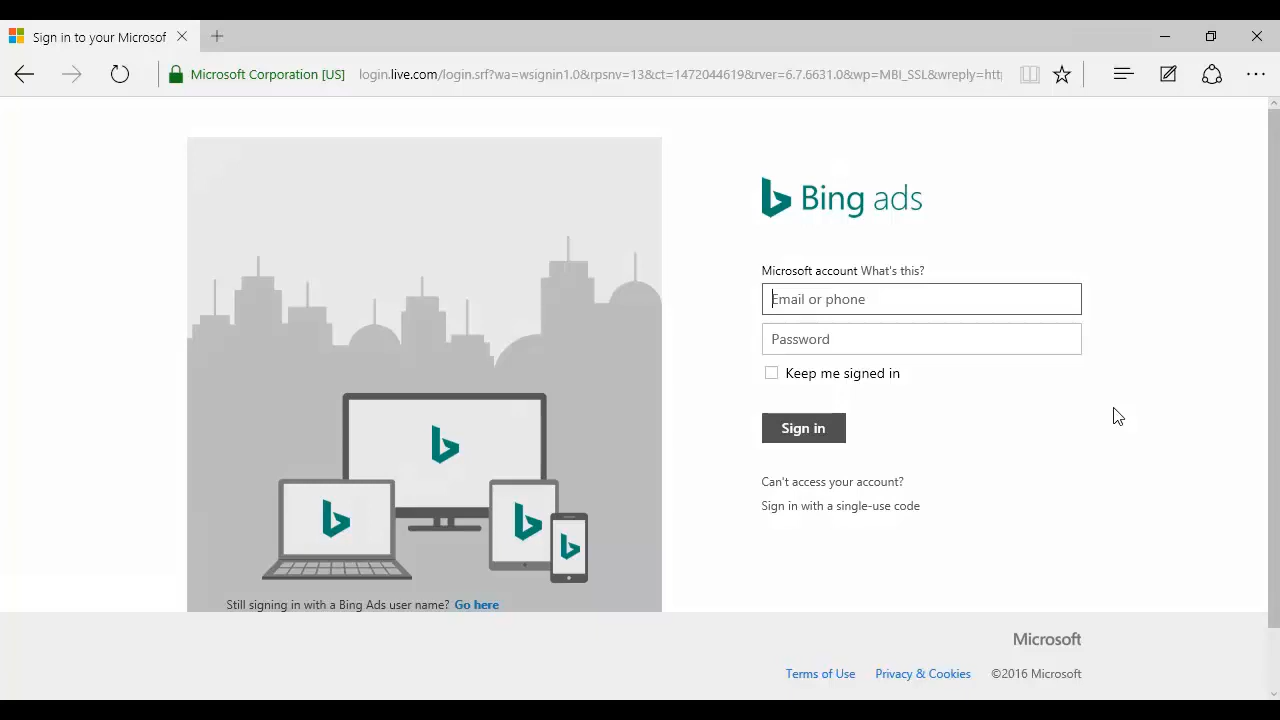 Sign in to your Microsof
Microsoft Corporation [US] login.live.com/login.srf?wa=wsignin1.0&rpsnv=13&ct=1472044619&rver=6.7.6631.0&wp=MBI_SSL&wreply=htt
Bing ads
Microsoft account What's this?
Email or phone
Password
Keep me signed in
Sign in
Can't access your account?
Sign in with a single-use code
Still signing in with a Bing Ads user name? Go here
Microsoft
Terms of Use Privacy & Cookies ©2016 Microsoft